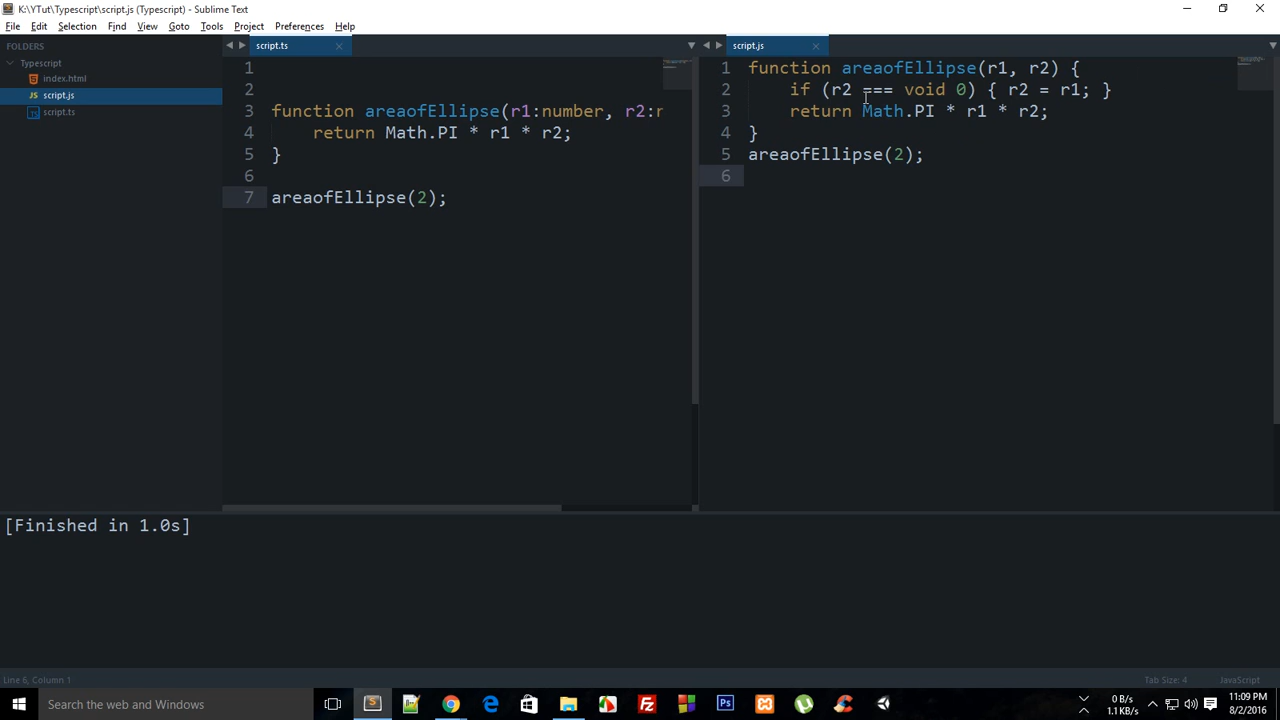 K:\YTut\Typescript\script.js (Typescript) - Sublime Text
File Edit Selection Find View Goto Tools Project Preferences Help
FOLDERS
Typescript
index.html
script.js
script.ts
script.ts
1
2
3 function areaofEllipse(r1:number, r2:
4 return Math.PI * r1 * r2;
5 }
6
7 areaofEllipse(2);
script.js
1 function areaofEllipse(r1, r2) {
2 if (r2 === void 0) { r2 = r1; }
3 return Math.PI * r1 * r2;
4 }
5 areaofEllipse(2);
6
[Finished in 1.0s]
Line 6, Column 1
Tab Size: 4
JavaScript
Search the web and Windows
0 B/s
1.1KB/s
11:09 PM
8/2/2016